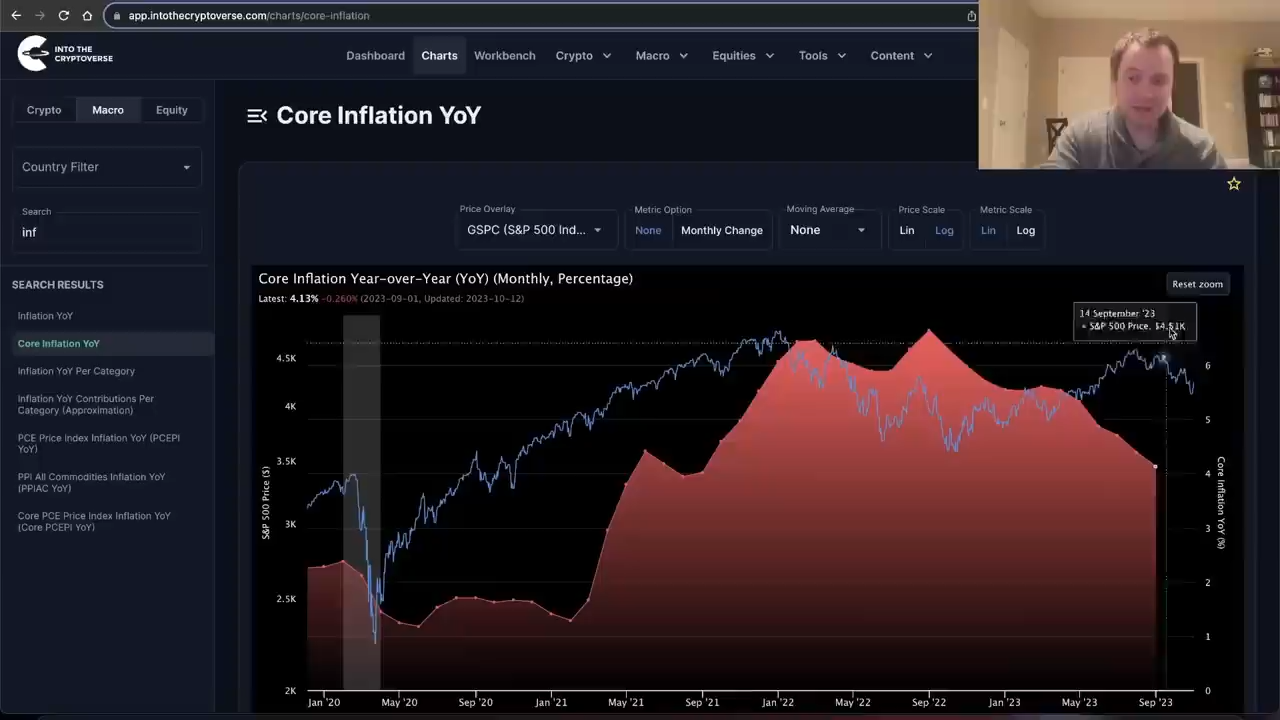 app.intothecryptoverse.com/charts/core-inflation
INTO THE
CRYPTOVERSE
Dashboard
Charts
Workbench
Crypto
Macro
Equities
Tools
Content
Crypto
Macro
Equity
Country Filter
Search
inf
SEARCH RESULTS
Inflation YoY
Core Inflation YoY
Inflation YoY Per Category
Inflation YoY Contributions Per
Category (Approximation)
PCE Price Index Inflation YoY (PCEPI
YoY)
PPI All Commodities Inflation YoY
(PPIAC YoY)
Core PCE Price Index Inflation YoY
(Core PCEPI YoY)
Core Inflation YoY
Price Overlay
GSPC (S&P 500 Ind...
Metric Option
None
Monthly Change
Moving Average
None
Price Scale
Lin
Log
Metric Scale
Lin
Log
Core Inflation Year-over-Year (YoY) (Monthly, Percentage)
Latest: 4.13% -0.260% (2023-09-01, Updated: 2023-10-12)
Reset zoom
14 September '23
S&P 500 Price, $4.51K
4.5K
4K
3.5K
3K
2.5K
2K
S&P 500 Price ($)
6
5
4
3
2
1
0
Core Inflation YoY (%)
Jan '20
May '20
Sep '20
Jan '21
May '21
Sep '21
Jan '22
May '22
Sep '22
Jan '23
May '23
Sep '23